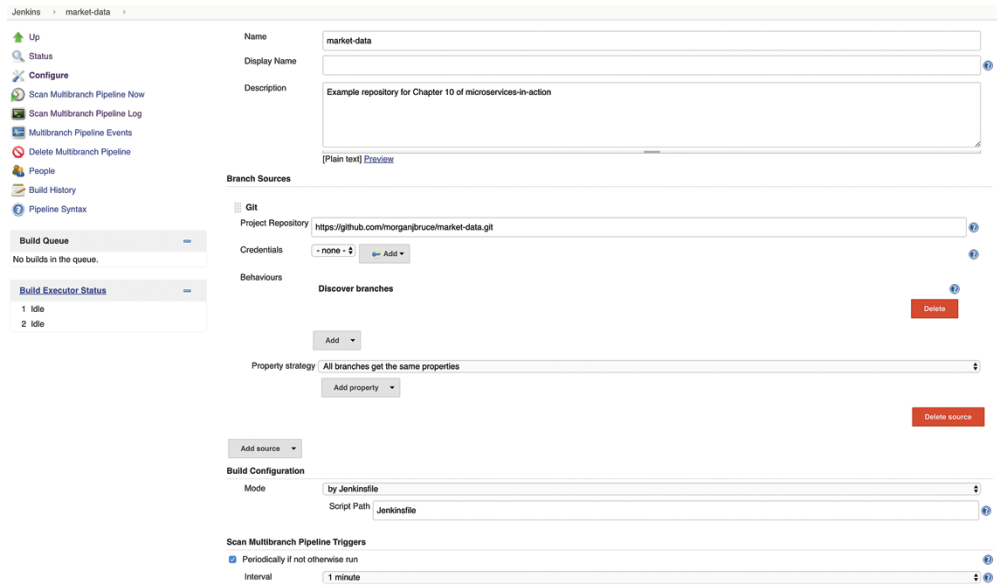 Jenkins › market-data ›
Up
Status
Configure
Scan Multibranch Pipeline Now
Scan Multibranch Pipeline Log
Multibranch Pipeline Events
Delete Multibranch Pipeline
People
Build History
Pipeline Syntax
Build Queue
No builds in the queue.
Build Executor Status
1 Idle
2 Idle
Name market-data
Display Name
Description Example repository for Chapter 10 of microservices-in-action
[Plain text] Preview
Branch Sources
Git
Project Repository https://github.com/morganjbruce/market-data.git
Credentials - none - Add
Behaviours
Discover branches
Delete
Add
Property strategy All branches get the same properties
Add property
Delete source
Add source
Build Configuration
Mode by Jenkinsfile
Script Path Jenkinsfile
Scan Multibranch Pipeline Triggers
Periodically if not otherwise run
Interval 1 minute